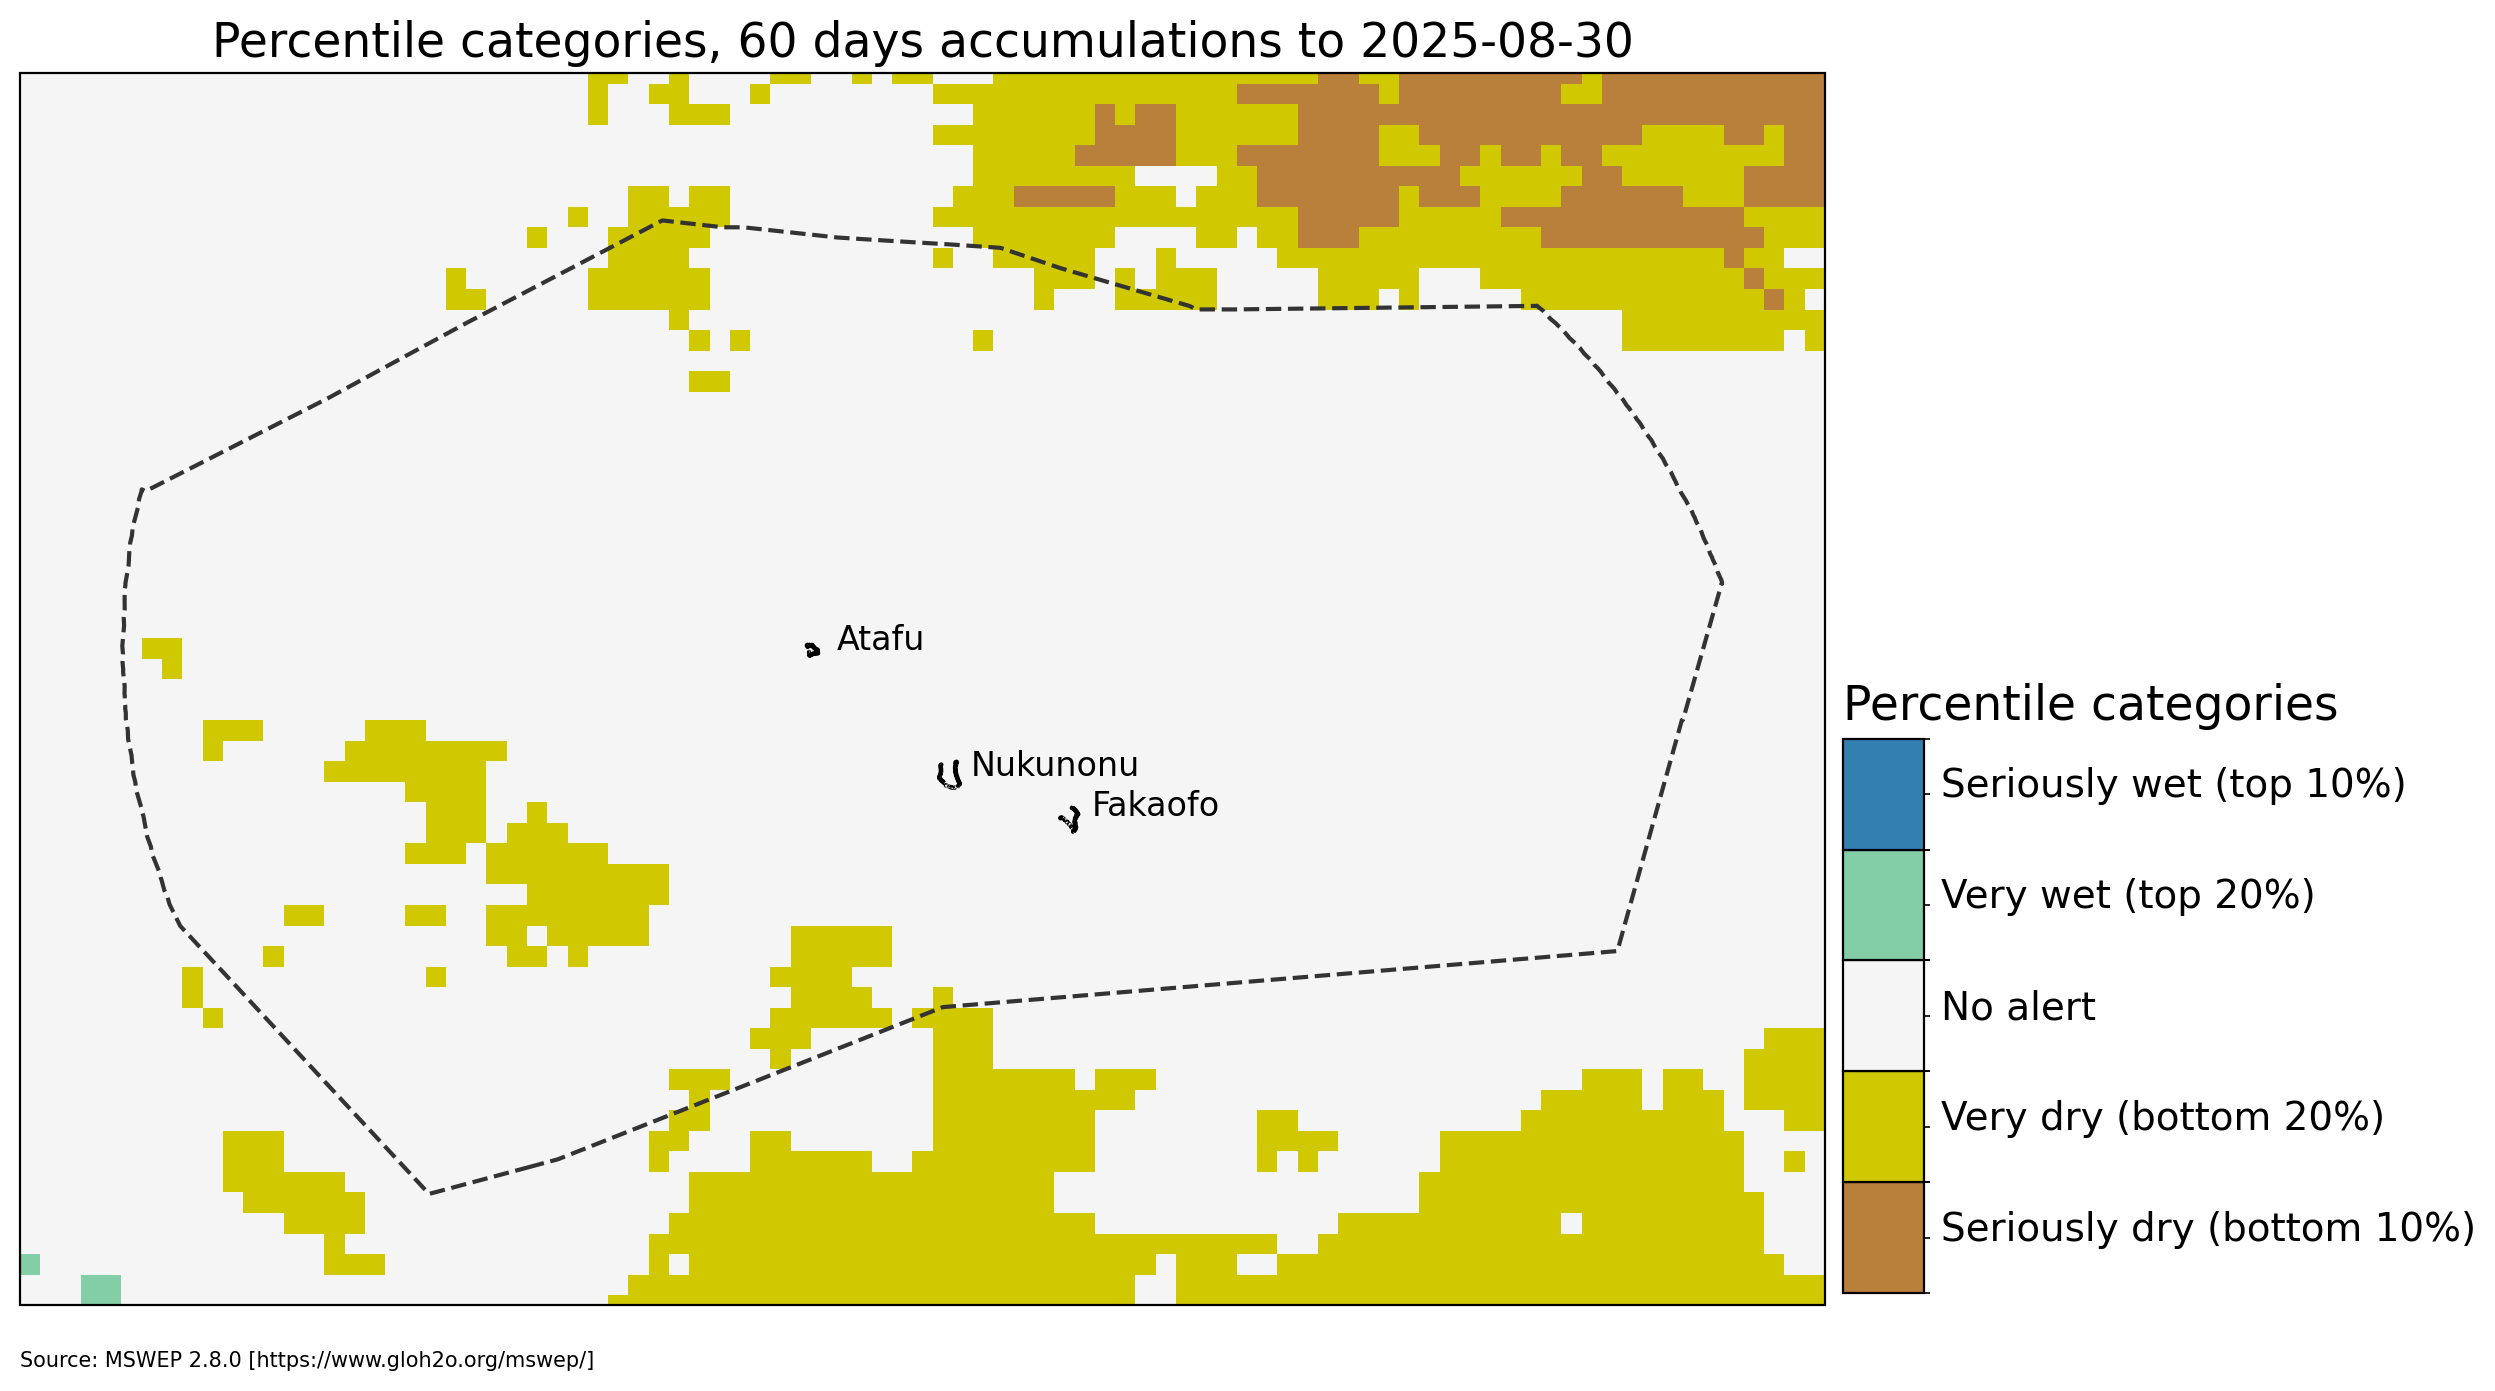 Percentile categories, 60 days accumulations to 2025-08-30
Atafu
Nukunonu
Fakaofo
Percentile categories
Seriously wet (top 10%)
Very wet (top 20%)
No alert
Very dry (bottom 20%)
Seriously dry (bottom 10%)
Source: MSWEP 2.8.0 [https://www.gloh2o.org/mswep/]